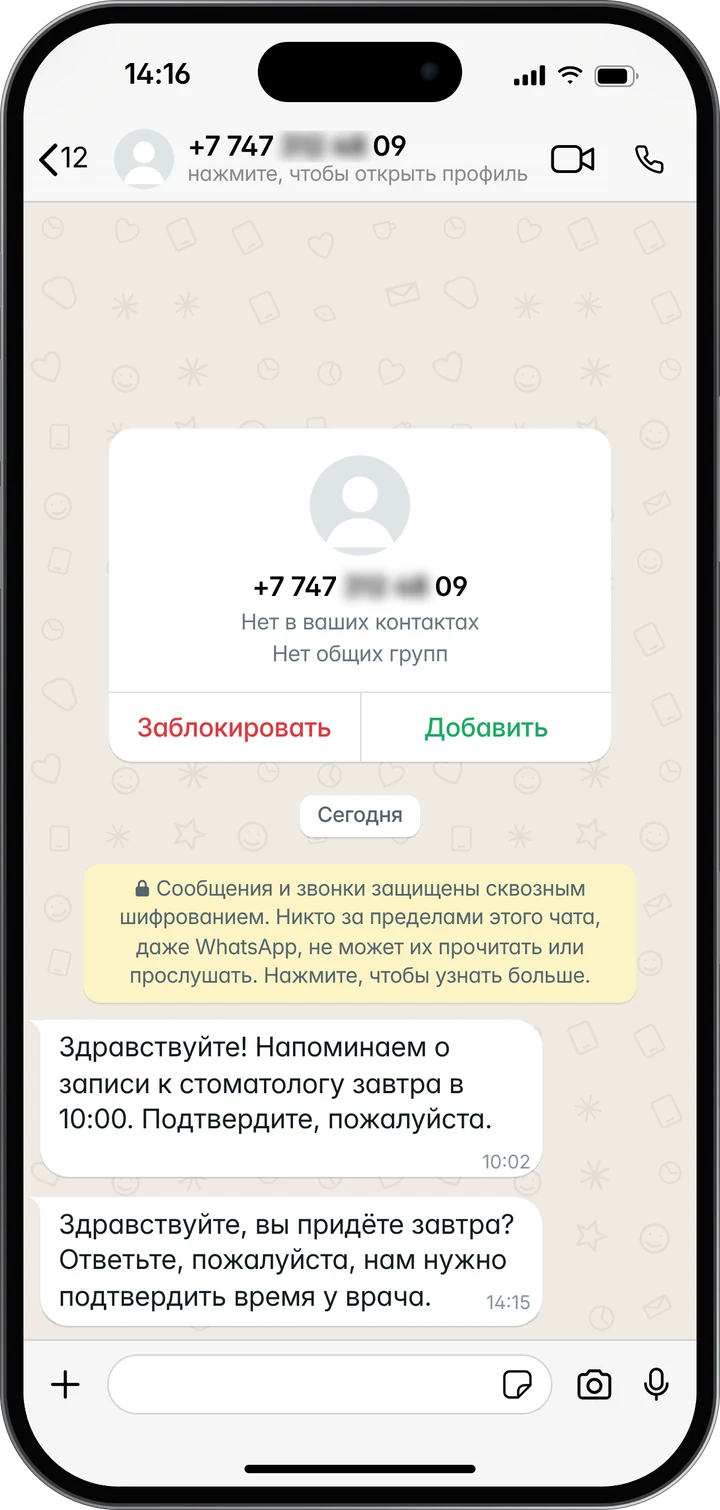 14:16
12
+7 747 09
нажмите, чтобы открыть профиль
+7 747 09
Нет в ваших контактах
Нет общих групп
Заблокировать
Добавить
Сегодня
Сообщения и звонки защищены сквозным
шифрованием. Никто за пределами этого чата,
даже WhatsApp, не может их прочитать или
прослушать. Нажмите, чтобы узнать больше.
Здравствуйте! Напоминаем о
записи к стоматологу завтра в
10:00. Подтвердите, пожалуйста.
10:02
Здравствуйте, вы придёте завтра?
Ответьте, пожалуйста, нам нужно
подтвердить время у врача.
14:15